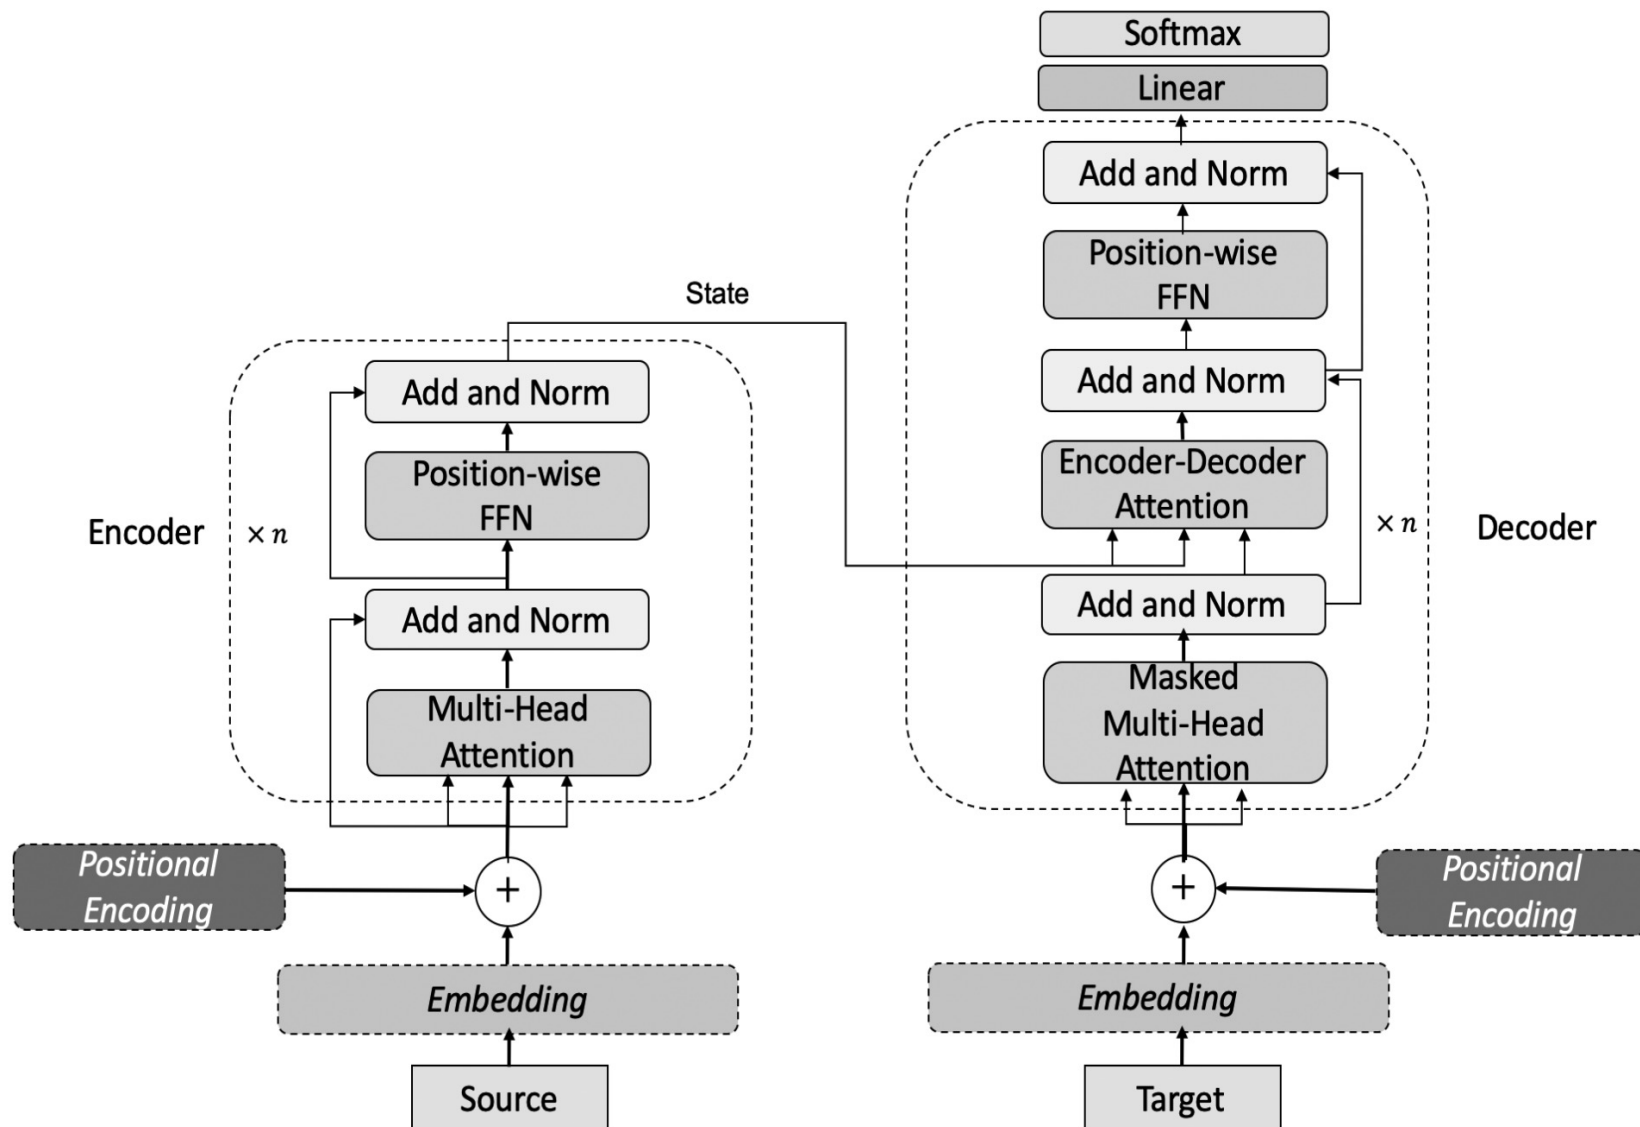 Softmax
Linear
Add and Norm
Position-wise
FFN
State
Add and Norm
Encoder-Decoder
Attention
Add and Norm
Masked
Multi-Head
Attention
× n
Decoder
Add and Norm
Position-wise
FFN
Encoder
× n
Add and Norm
Multi-Head
Attention
Positional
Encoding
+
Embedding
Source
+
Positional
Encoding
Embedding
Target